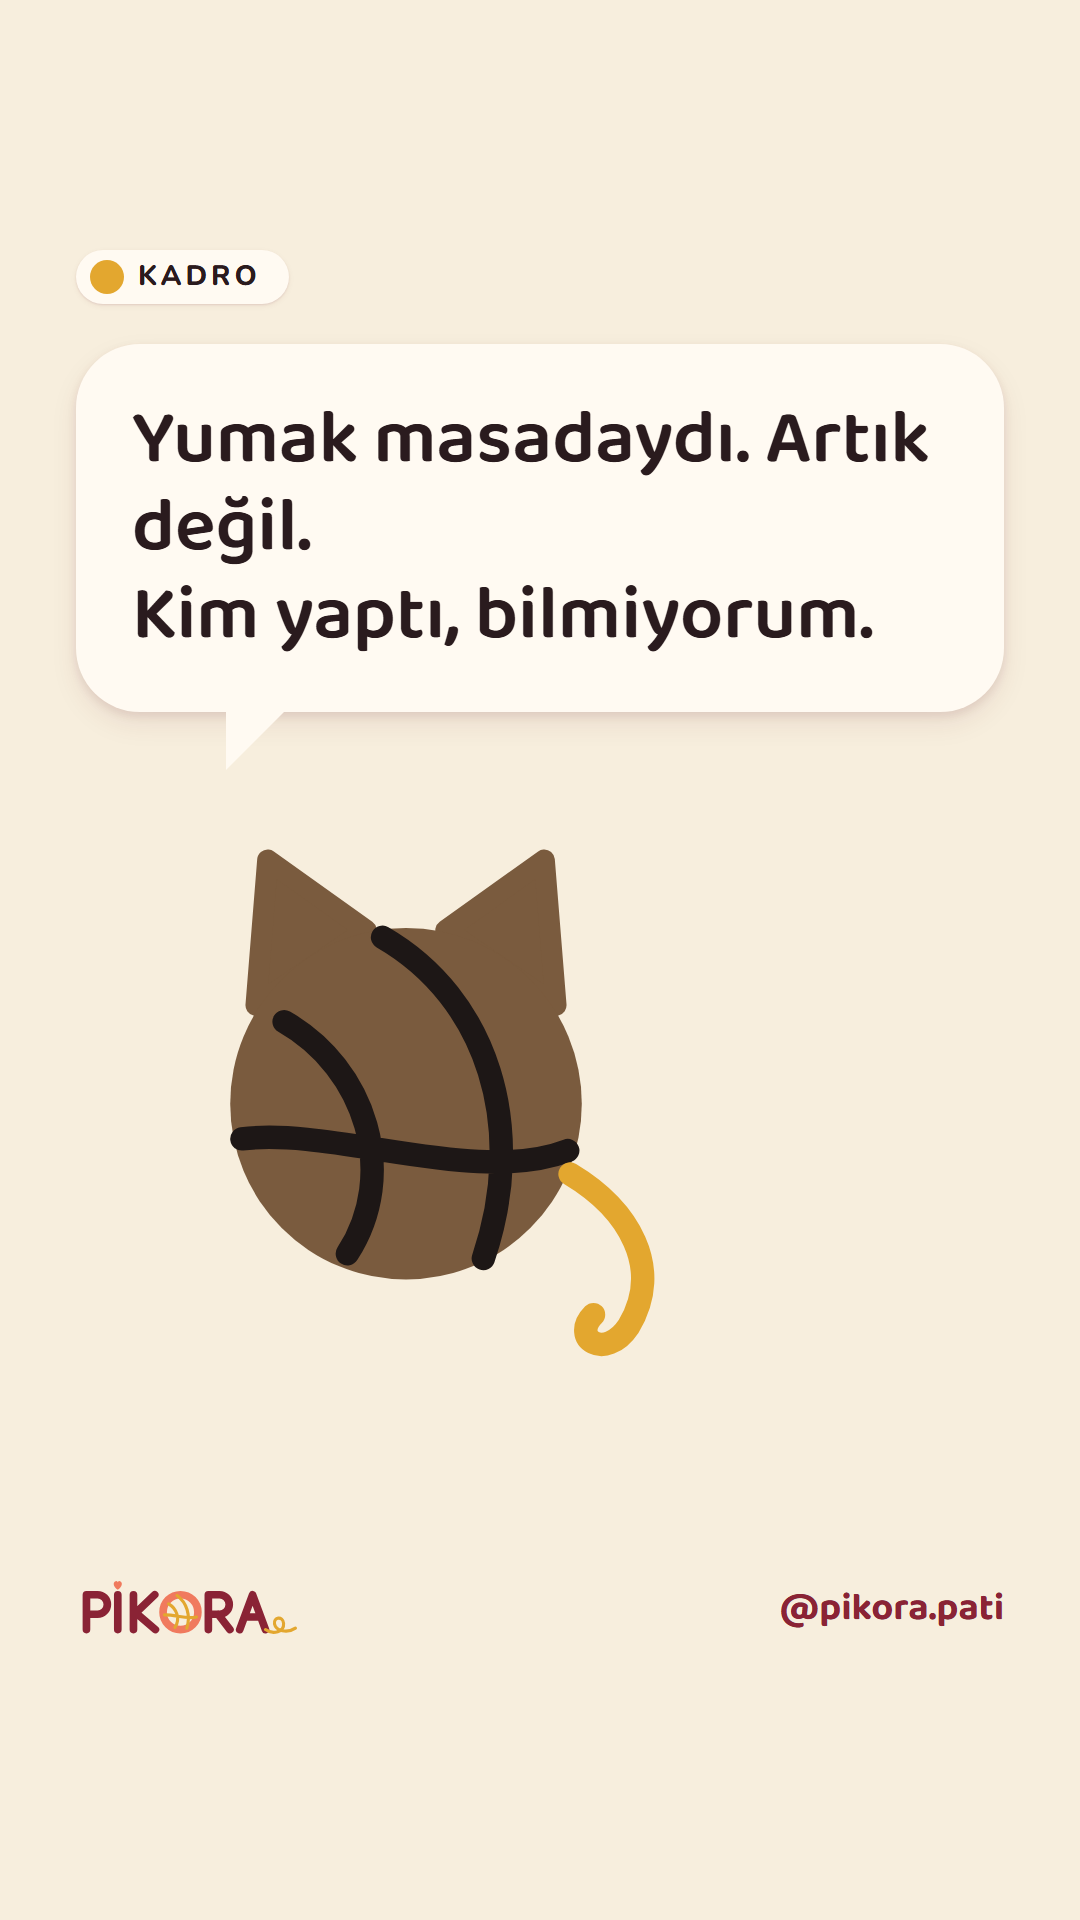 KADRO
Yumak masadaydı. Artık
değil.
Kim yaptı, bilmiyorum.
PİKORA
@pikora.pati